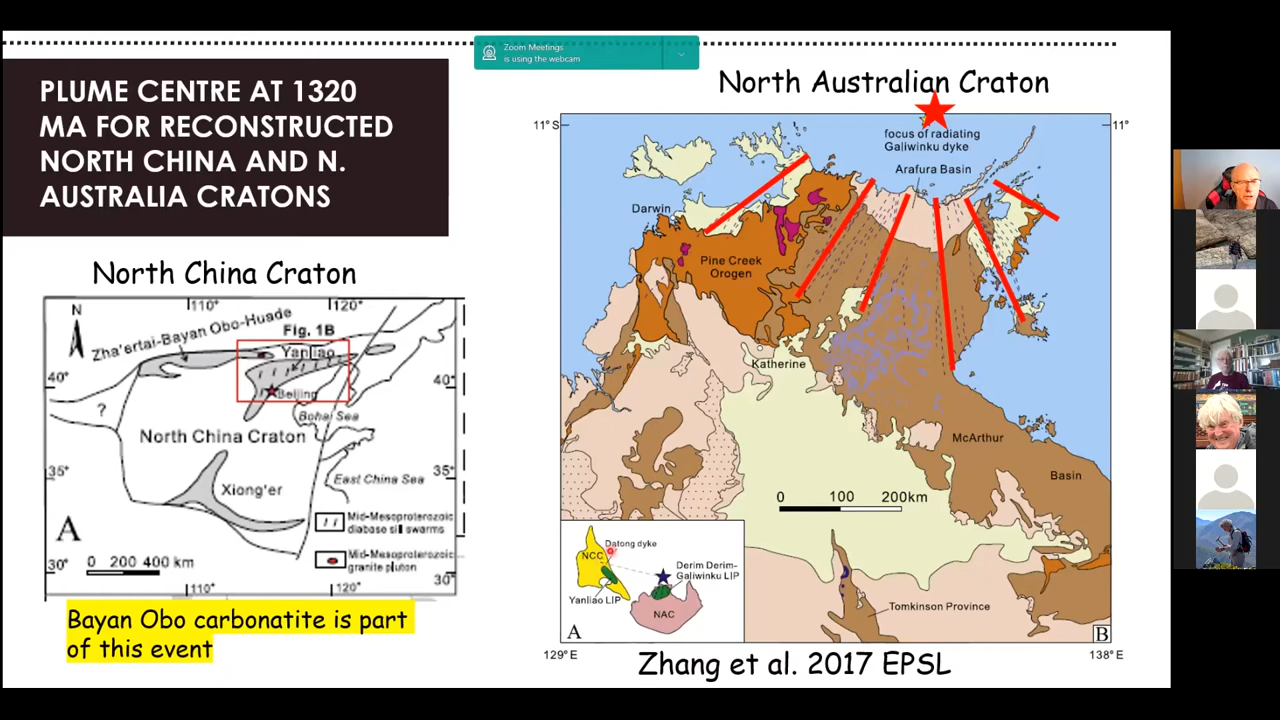 Zoom Meetings
is using the webcam
PLUME CENTRE AT 1320
MA FOR RECONSTRUCTED
NORTH CHINA AND N.
AUSTRALIA CRATONS
North China Craton
110°
120°
N
Zha'ertai-Bayan Obo-Huade
Fig. 1B
Yanliao
40°
40°
Beijing
?
Bohai Sea
North China Craton
35°
35°
Xiong'er
East China Sea
A
Mid-Mesoproterozoic
diabase sill swarms
Mid-Mesoproterozoic
granite pluton
0 200 400 km
30°
30°
110°
120°
Bayan Obo carbonatite is part
of this event
North Australian Craton
11° S
11°
focus of radiating
Galiwinku dyke
Arafura Basin
Darwin
Pine Creek
Orogen
Katherine
McArthur
Basin
0 100 200km
Datong dyke
NCC
Derim Derim-
Galiwinku LIP
Yanliao LIP
NAC
Tomkinson Province
A
B
129° E
138° E
Zhang et al. 2017 EPSL